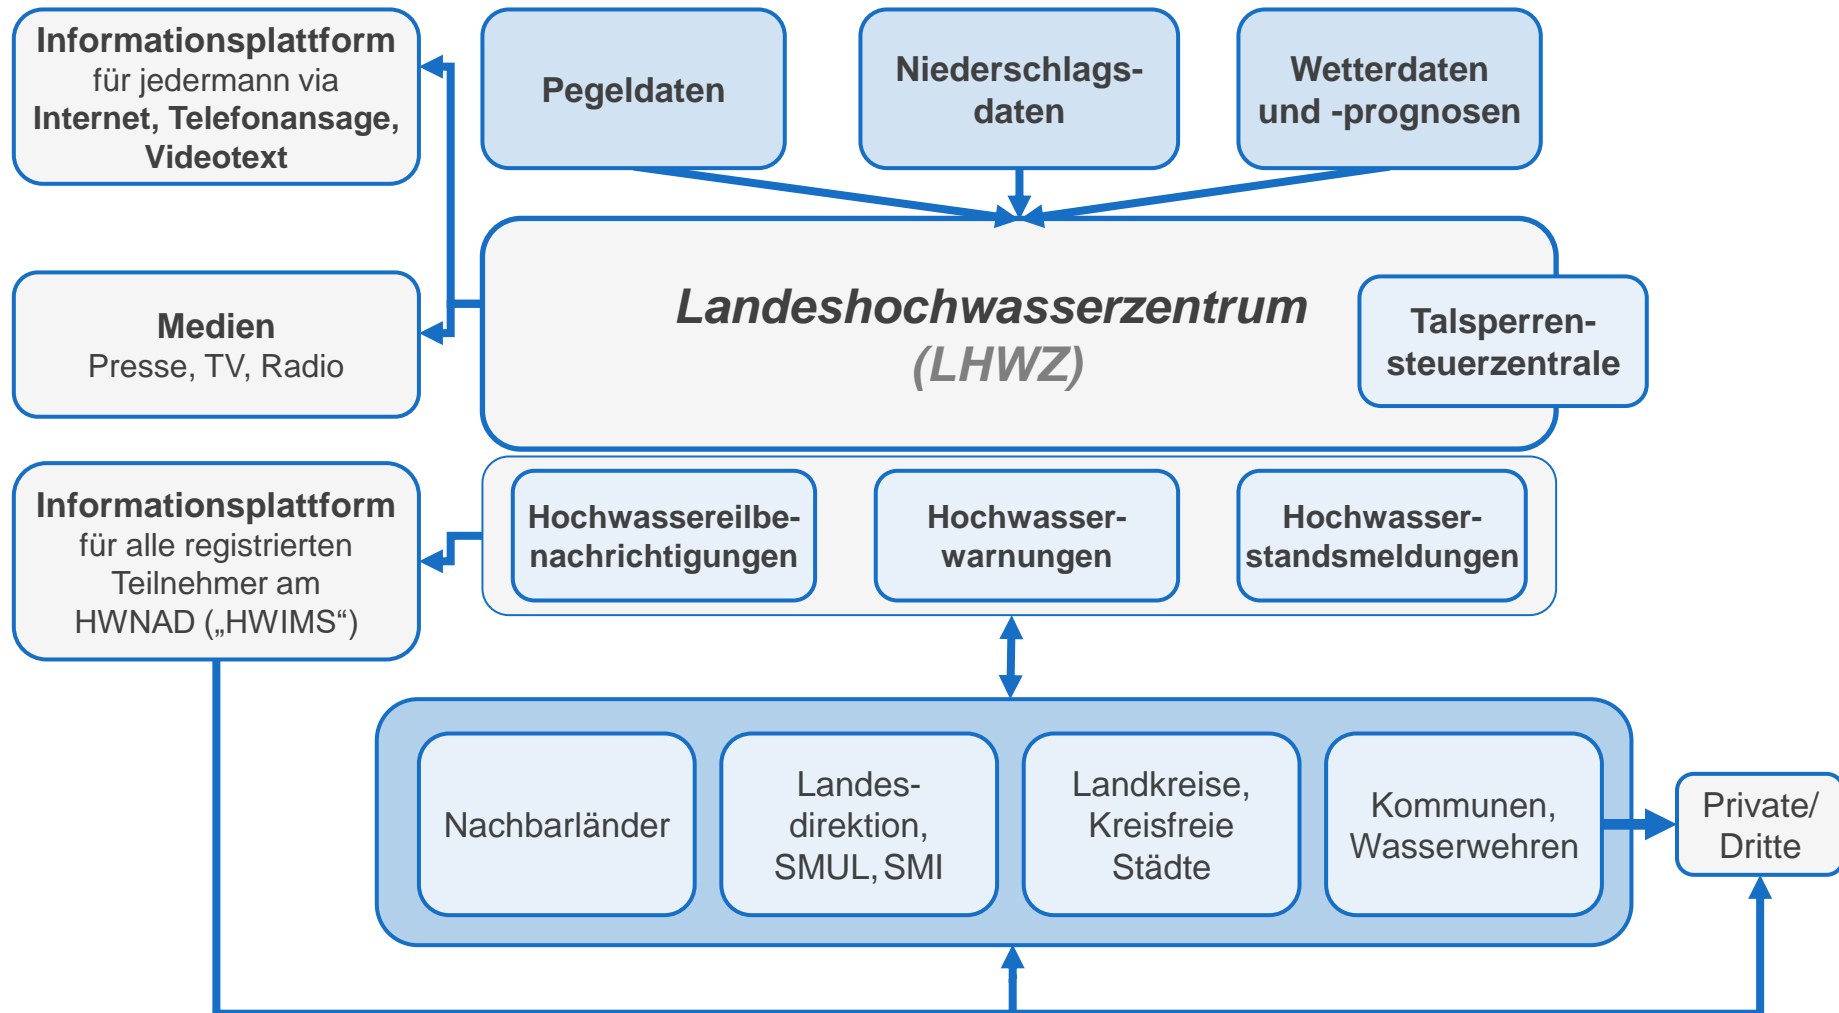 Informationsplattform
für jedermann via
Internet, Telefonansage,
Videotext
Pegeldaten
Niederschlags-
daten
Wetterdaten
und -prognosen
Medien
Presse, TV, Radio
Landeshochwasserzentrum
(LHWZ)
Talsperren-
steuerzentrale
Informationsplattform
für alle registrierten
Teilnehmer am
HWNAD („HWIMS“)
Hochwassereilbe-
nachrichtigungen
Hochwasser-
warnungen
Hochwasser-
standsmeldungen
Nachbarländer
Landes-
direktion,
SMUL, SMI
Landkreise,
Kreisfreie
Städte
Kommunen,
Wasserwehren
Private/
Dritte